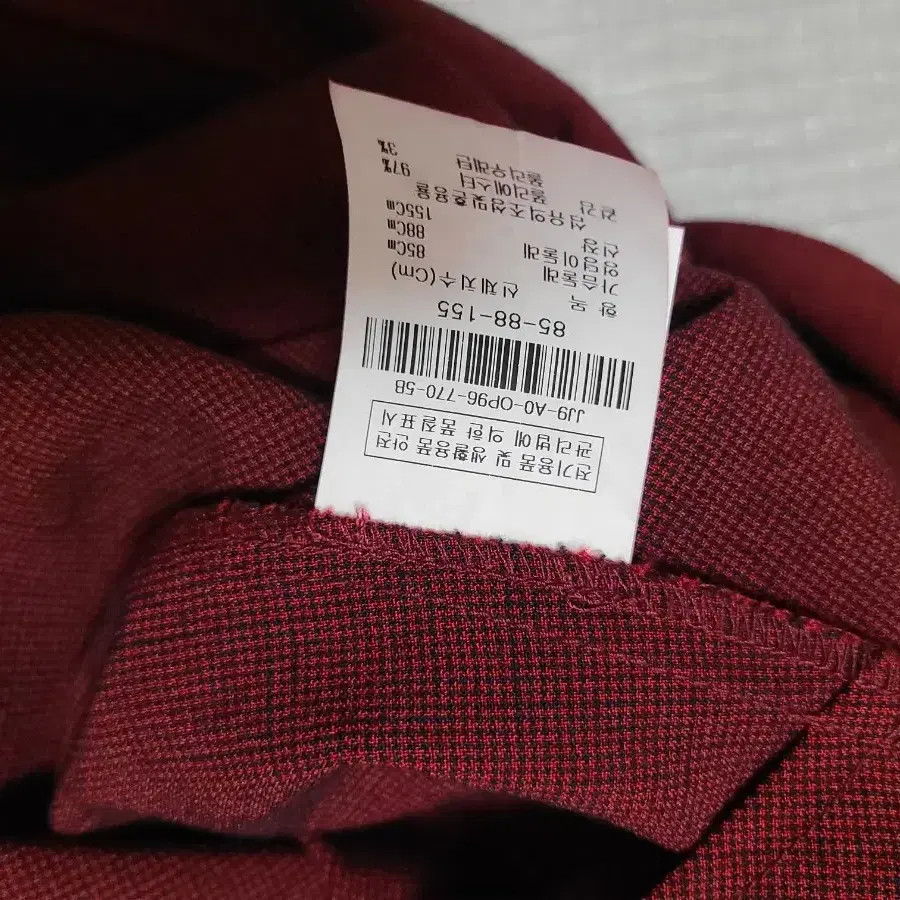 전기용품 및 생활용품 안전
관리법에 의한 품질표시
JJ9-A0-OP96-770-5B
85-88-155
항 목 신체치수(Cm)
가슴둘레 85Cm
엉덩이둘레 88Cm
신장 155Cm
섬유의조성및혼용율
겉감 폴리에스터 97%
폴리우레탄 3%